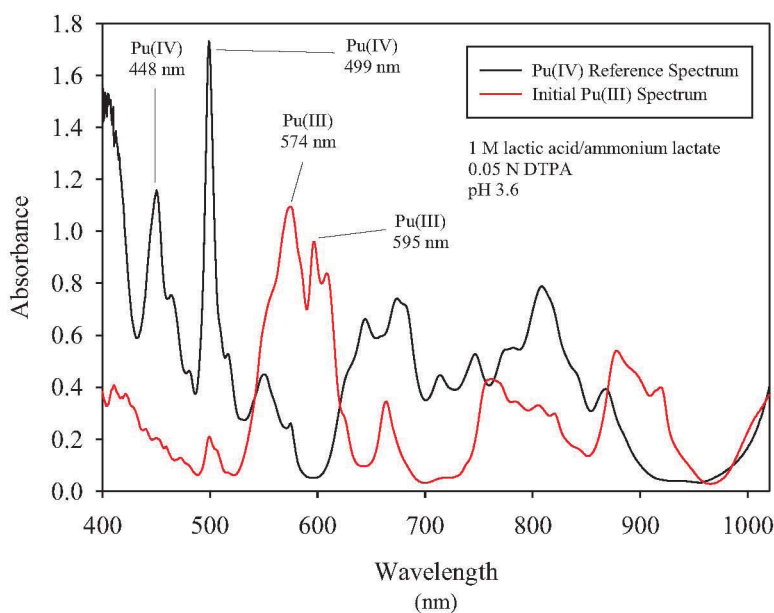 1.8
1.6
1.4
1.2
1.0
0.8
0.6
0.4
0.2
0.0
Absorbance
Pu(IV)
448 nm
Pu(IV)
499 nm
Pu(III)
574 nm
Pu(III)
595 nm
Pu(IV) Reference Spectrum
Initial Pu(III) Spectrum
1 M lactic acid/ammonium lactate
0.05 N DTPA
pH 3.6
400 500 600 700 800 900 1000
Wavelength
(nm)